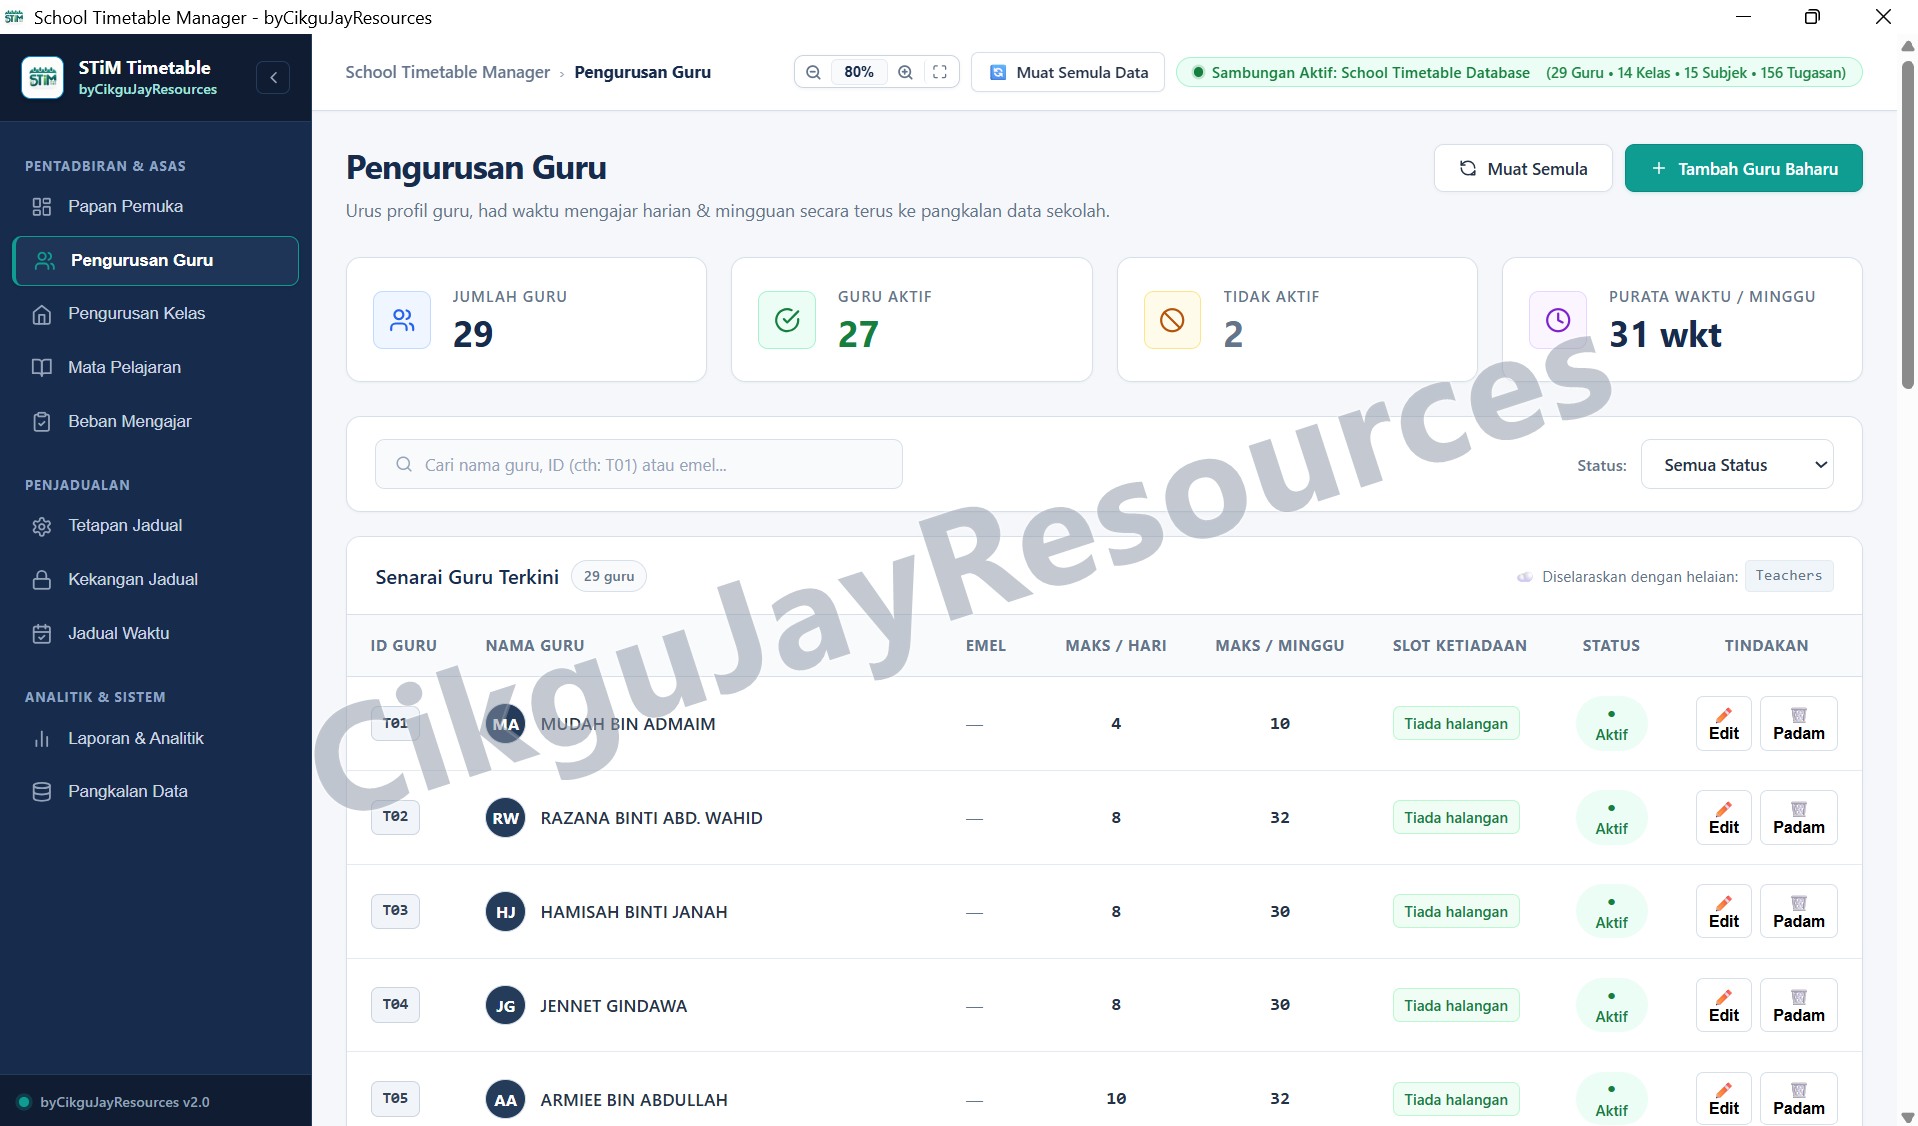 School Timetable Manager - byCikguJayResources
STiM Timetable
byCikguJayResources
PENTADBIRAN & ASAS
Papan Pemuka
Pengurusan Guru
Pengurusan Kelas
Mata Pelajaran
Beban Mengajar
PENJADUALAN
Tetapan Jadual
Kekangan Jadual
Jadual Waktu
ANALITIK & SISTEM
Laporan & Analitik
Pangkalan Data
byCikguJayResources v2.0
School Timetable Manager › Pengurusan Guru
80%
Muat Semula Data
Sambungan Aktif: School Timetable Database (29 Guru • 14 Kelas • 15 Subjek • 156 Tugasan)
Pengurusan Guru
Urus profil guru, had waktu mengajar harian & mingguan secara terus ke pangkalan data sekolah.
Muat Semula
+ Tambah Guru Baharu
JUMLAH GURU
29
GURU AKTIF
27
TIDAK AKTIF
2
PURATA WAKTU / MINGGU
31 wkt
Cari nama guru, ID (cth: T01) atau emel...
Status: Semua Status
Senarai Guru Terkini 29 guru
Diselaraskan dengan helaian: Teachers
ID GURU NAMA GURU EMEL MAKS / HARI MAKS / MINGGU SLOT KETIADAAN STATUS TINDAKAN
T01 MA MUDAH BIN ADMAIM — 4 10 Tiada halangan • Aktif Edit Padam
T02 RW RAZANA BINTI ABD. WAHID — 8 32 Tiada halangan • Aktif Edit Padam
T03 HJ HAMISAH BINTI JANAH — 8 30 Tiada halangan • Aktif Edit Padam
T04 JG JENNET GINDAWA — 8 30 Tiada halangan • Aktif Edit Padam
T05 AA ARMIEE BIN ABDULLAH — 10 32 Tiada halangan • Aktif Edit Padam
CikguJayResources